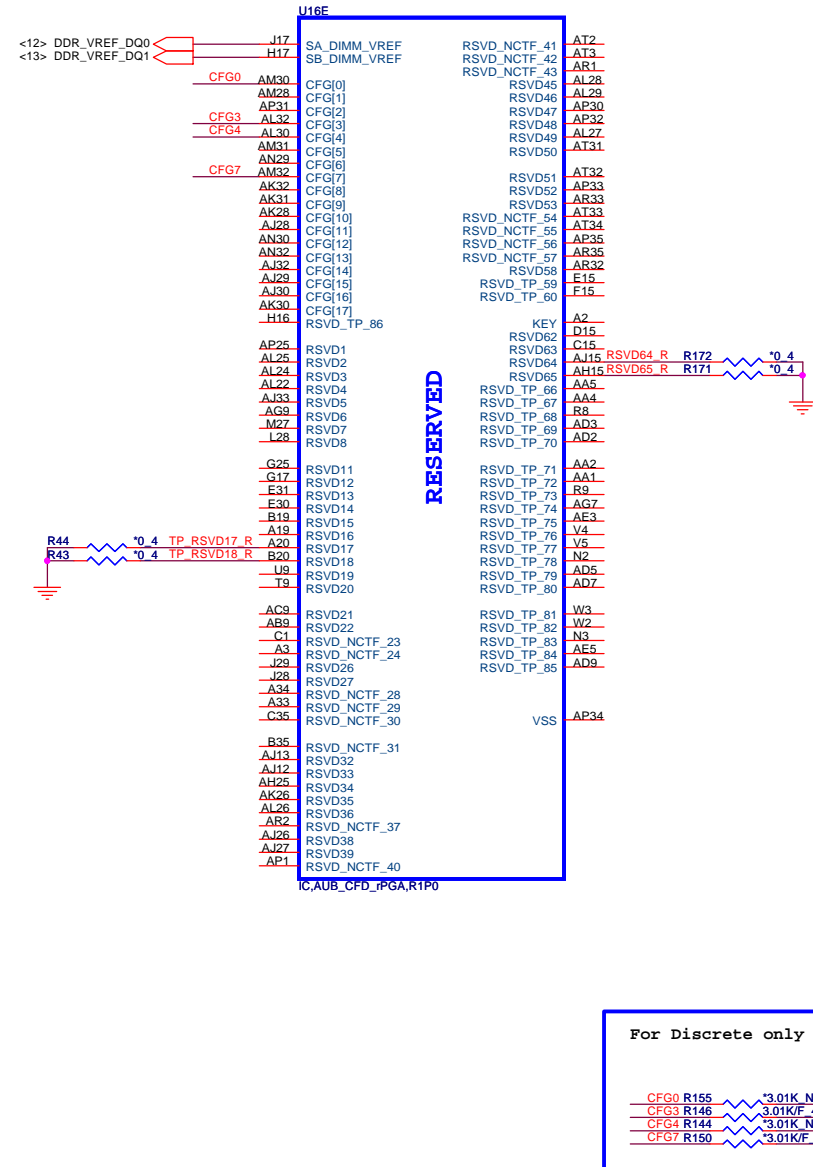 U16E
<12> DDR_VREF_DQ0 J17 SA_DIMM_VREF
<13> DDR_VREF_DQ1 H17 SB_DIMM_VREF
CFG0 AM30 CFG[0]
AM28 CFG[1]
AP31 CFG[2]
CFG3 AL32 CFG[3]
CFG4 AL30 CFG[4]
AM31 CFG[5]
AN29 CFG[6]
CFG7 AM32 CFG[7]
AK32 CFG[8]
AK31 CFG[9]
AK28 CFG[10]
AJ28 CFG[11]
AN30 CFG[12]
AN32 CFG[13]
AJ32 CFG[14]
AJ29 CFG[15]
AJ30 CFG[16]
AK30 CFG[17]
H16 RSVD_TP_86
AP25 RSVD1
AL25 RSVD2
AL24 RSVD3
AL22 RSVD4
AJ33 RSVD5
AG9 RSVD6
M27 RSVD7
L28 RSVD8
G25 RSVD11
G17 RSVD12
E31 RSVD13
E30 RSVD14
B19 RSVD15
A19 RSVD16
R44 *0_4 TP_RSVD17_R A20 RSVD17
R43 *0_4 TP_RSVD18_R B20 RSVD18
U9 RSVD19
T9 RSVD20
AC9 RSVD21
AB9 RSVD22
C1 RSVD_NCTF_23
A3 RSVD_NCTF_24
J29 RSVD26
J28 RSVD27
A34 RSVD_NCTF_28
A33 RSVD_NCTF_29
C35 RSVD_NCTF_30
B35 RSVD_NCTF_31
AJ13 RSVD32
AJ12 RSVD33
AH25 RSVD34
AK26 RSVD35
AL26 RSVD36
AR2 RSVD_NCTF_37
AJ26 RSVD38
AJ27 RSVD39
AP1 RSVD_NCTF_40
RESERVED
RSVD_NCTF_41 AT2
RSVD_NCTF_42 AT3
RSVD_NCTF_43 AR1
RSVD45 AL28
RSVD46 AL29
RSVD47 AP30
RSVD48 AP32
RSVD49 AL27
RSVD50 AT31
RSVD51 AT32
RSVD52 AP33
RSVD53 AR33
RSVD_NCTF_54 AT33
RSVD_NCTF_55 AT34
RSVD_NCTF_56 AP35
RSVD_NCTF_57 AR35
RSVD58 AR32
RSVD_TP_59 E15
RSVD_TP_60 F15
KEY A2
RSVD62 D15
RSVD63 C15
RSVD64 AJ15 RSVD64_R R172 *0_4
RSVD65 AH15 RSVD65_R R171 *0_4
RSVD_TP_66 AA5
RSVD_TP_67 AA4
RSVD_TP_68 R8
RSVD_TP_69 AD3
RSVD_TP_70 AD2
RSVD_TP_71 AA2
RSVD_TP_72 AA1
RSVD_TP_73 R9
RSVD_TP_74 AG7
RSVD_TP_75 AE3
RSVD_TP_76 V4
RSVD_TP_77 V5
RSVD_TP_78 N2
RSVD_TP_79 AD5
RSVD_TP_80 AD7
RSVD_TP_81 W3
RSVD_TP_82 W2
RSVD_TP_83 N3
RSVD_TP_84 AE5
RSVD_TP_85 AD9
VSS AP34
IC,AUB_CFD_rPGA,R1P0
For Discrete only
CFG0 R155 *3.01K_N
CFG3 R146 3.01K/F_4
CFG4 R144 *3.01K_N
CFG7 R150 *3.01K/F_